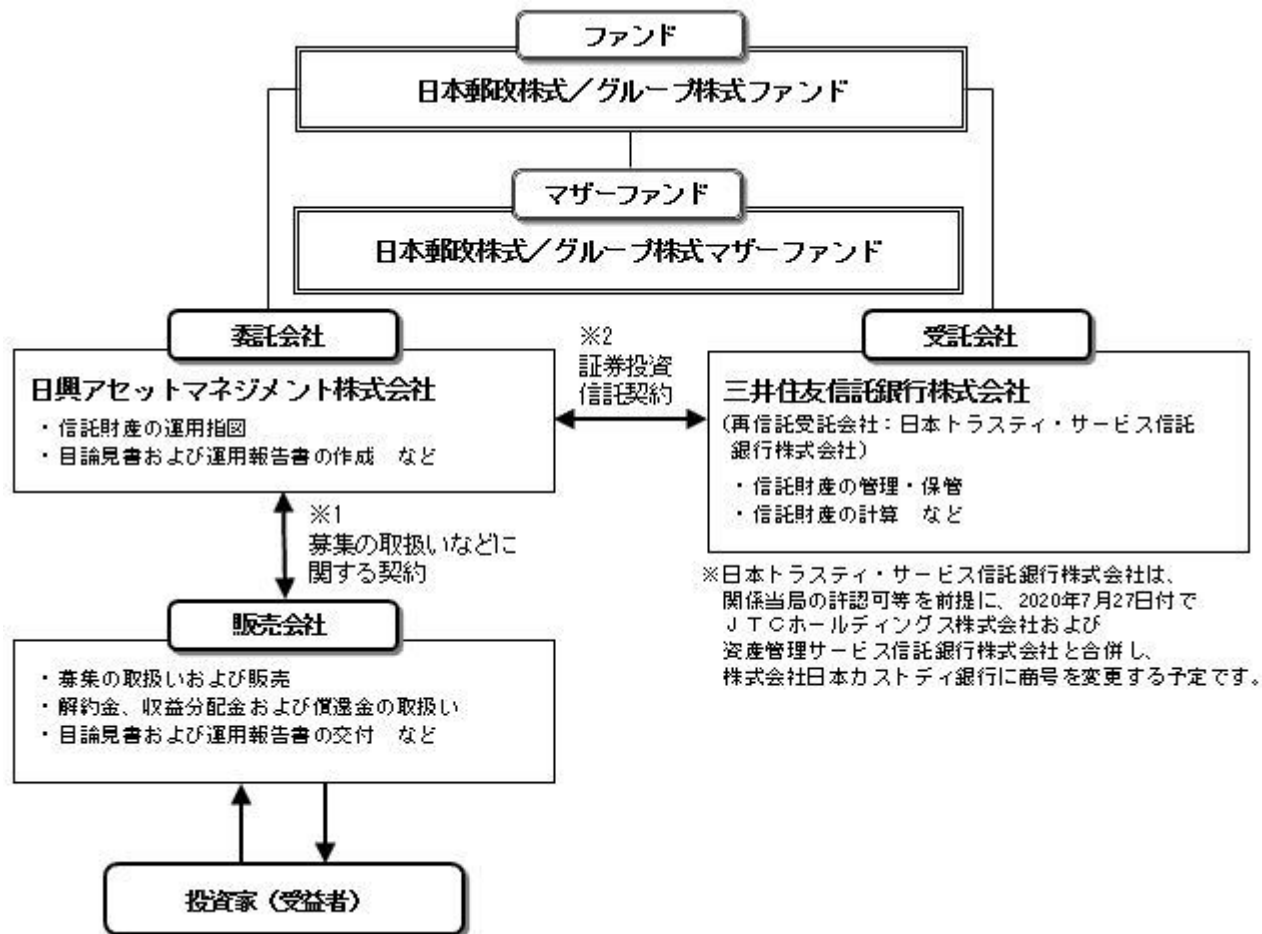 ファンド
日本郵政株式／グループ株式ファンド
マザーファンド
日本郵政株式／グループ株式マザーファンド
委託会社
日興アセットマネジメント株式会社
・信託財産の運用指図
・目論見書および運用報告書の作成　など
※2
証券投資
信託契約
受託会社
三井住友信託銀行株式会社
（再信託受託会社：日本トラスティ・サービス信託
銀行株式会社）
・信託財産の管理・保管
・信託財産の計算　など
※1
募集の取扱いなどに
関する契約
※日本トラスティ・サービス信託銀行株式会社は、
関係当局の許認可等を前提に、2020年7月27日付で
ＪＴＣホールディングス株式会社および
資産管理サービス信託銀行株式会社と合併し、
株式会社日本カストディ銀行に商号を変更する予定です。
販売会社
・募集の取扱いおよび販売
・解約金、収益分配金および償還金の取扱い
・目論見書および運用報告書の交付　など
投資家（受益者）